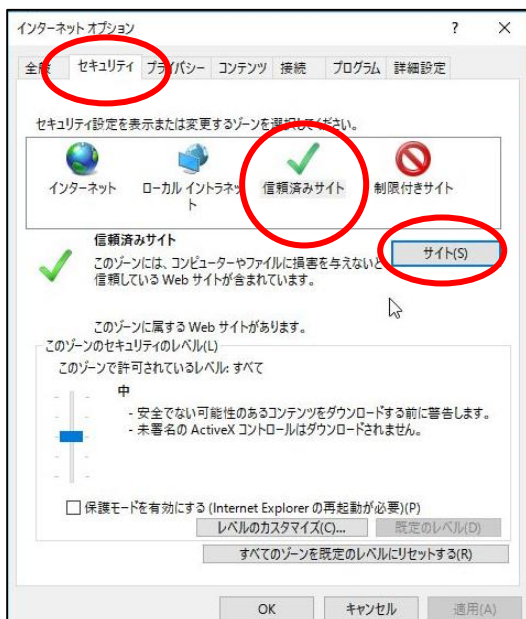 インターネット オプション
全般 セキュリティ プライバシー コンテンツ 接続 プログラム 詳細設定
セキュリティ設定を表示または変更するゾーンを選択してください。
インターネット ローカル イントラネット 信頼済みサイト 制限付きサイト
信頼済みサイト
サイト(S)
このゾーンには、コンピューターやファイルに損害を与えないと
信頼している Web サイトが含まれています。
このゾーンに属する Web サイトがあります。
このゾーンのセキュリティのレベル(L)
このゾーンで許可されているレベル: すべて
中
- 安全でない可能性のあるコンテンツをダウンロードする前に警告します。
- 未署名の ActiveX コントロールはダウンロードされません。
保護モードを有効にする (Internet Explorer の再起動が必要)(P)
レベルのカスタマイズ(C)... 既定のレベル(D)
すべてのゾーンを既定のレベルにリセットする(R)
OK キャンセル 適用(A)